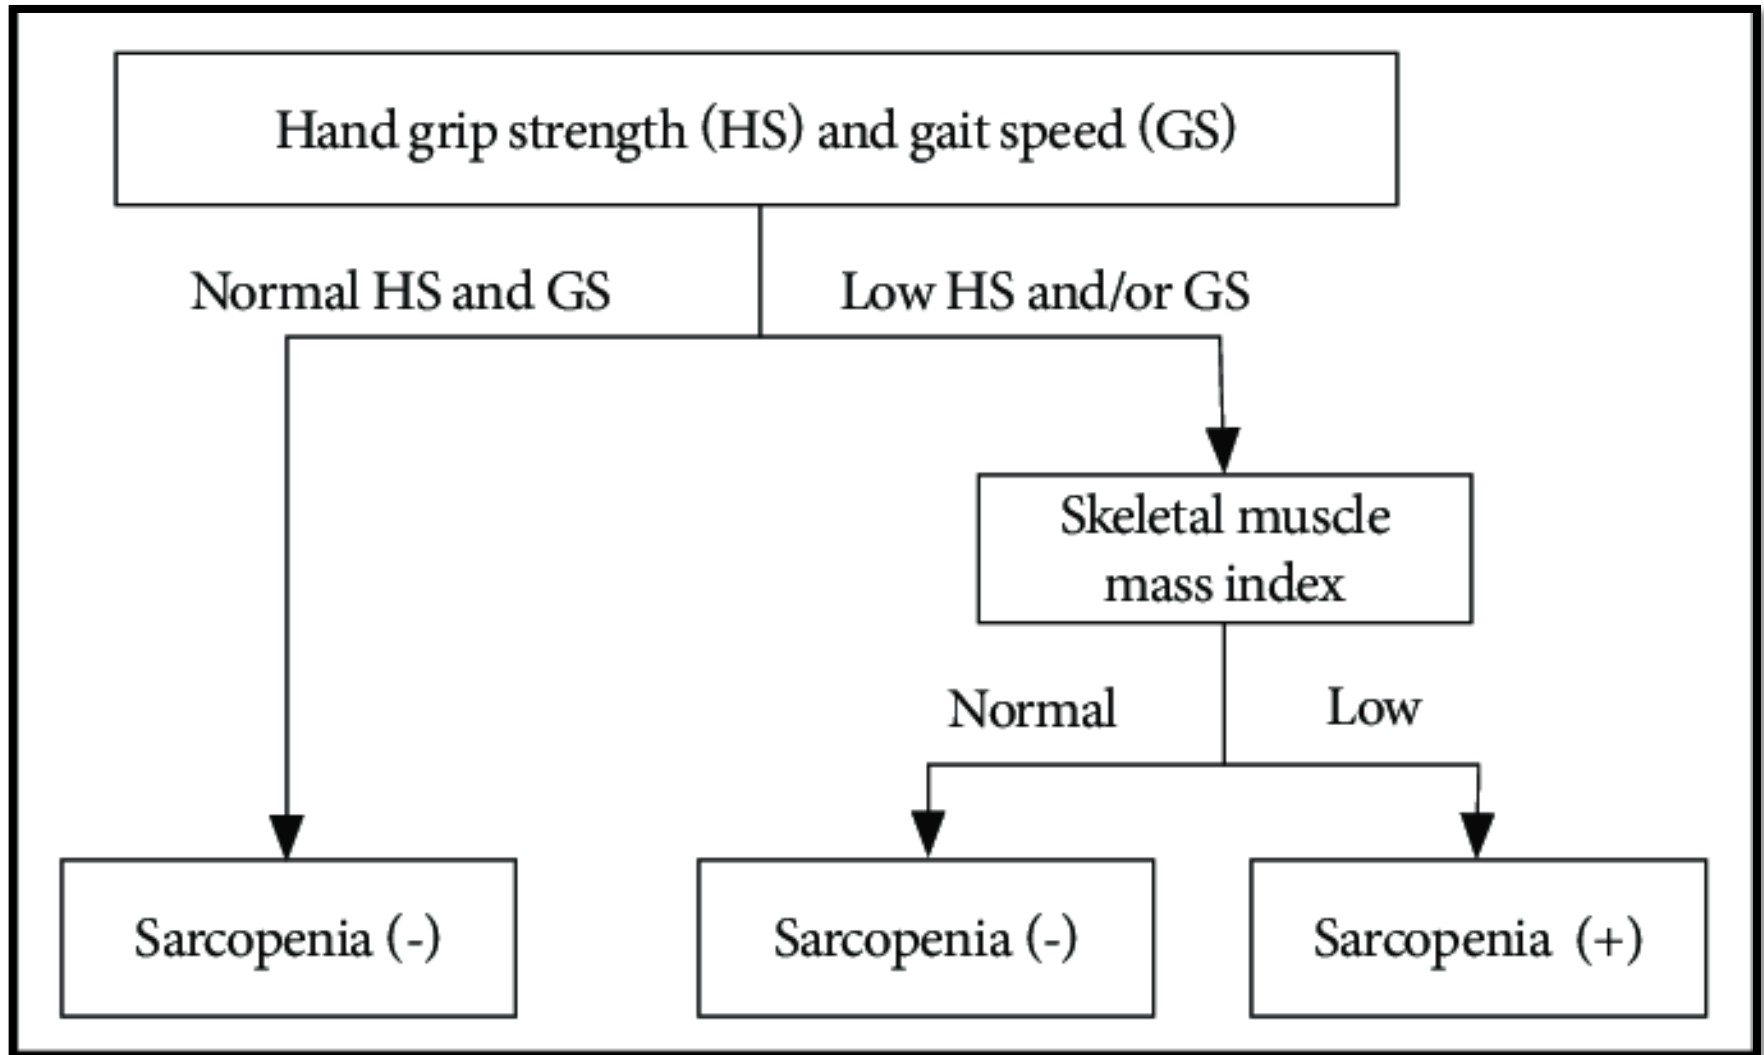 Hand grip strength (HS) and gait speed (GS)
Normal HS and GS
Low HS and/or GS
Skeletal muscle
mass index
Normal
Low
Sarcopenia (-)
Sarcopenia (-)
Sarcopenia (+)